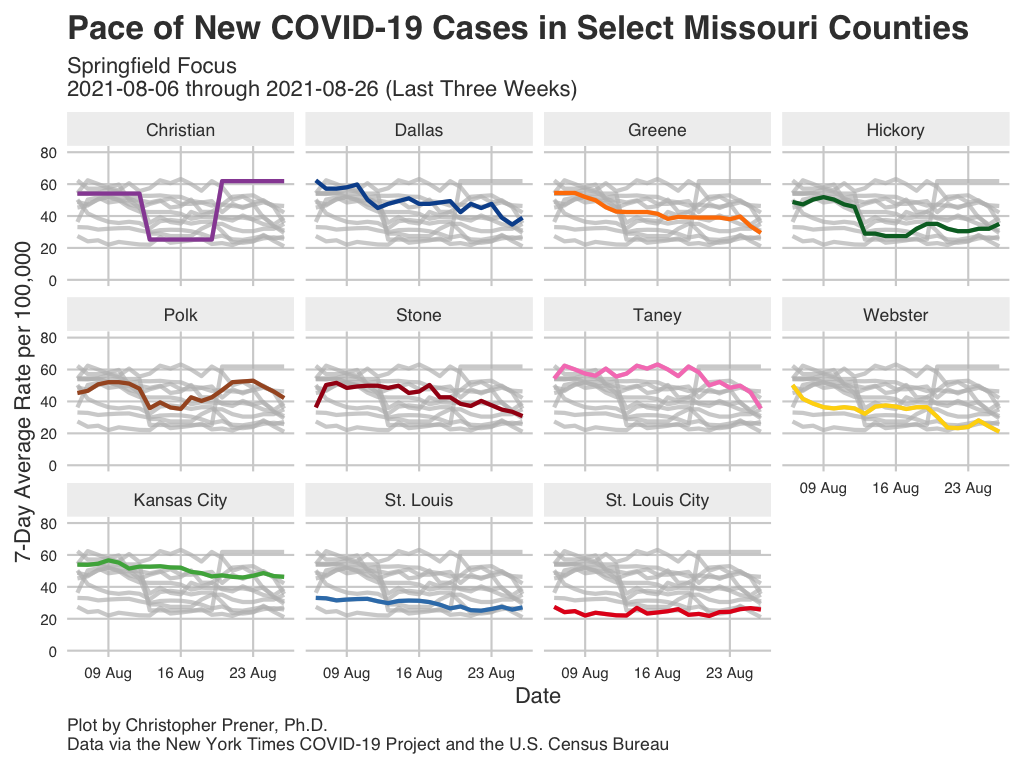 Pace of New COVID-19 Cases in Select Missouri Counties
Springfield Focus
2021-08-06 through 2021-08-26 (Last Three Weeks)
7-Day Average Rate per 100,000
Christian
Dallas
Greene
Hickory
80
60
40
20
0
Polk
Stone
Taney
Webster
80
60
40
20
0
09 Aug
16 Aug
23 Aug
Kansas City
St. Louis
St. Louis City
80
60
40
20
0
09 Aug
16 Aug
23 Aug
09 Aug
16 Aug
23 Aug
09 Aug
16 Aug
23 Aug
Date
Plot by Christopher Prener, Ph.D.
Data via the New York Times COVID-19 Project and the U.S. Census Bureau